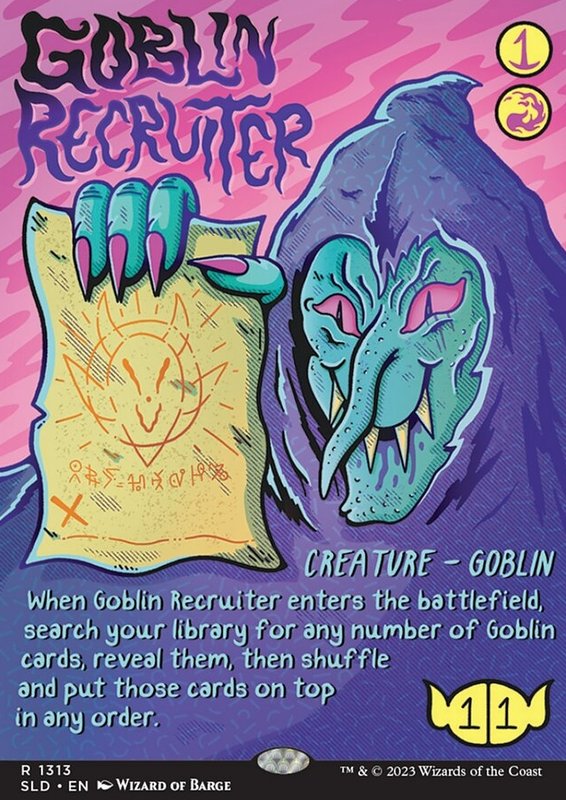 GOBLIN
RECRUITER
1
CREATURE – GOBLIN
When Goblin Recruiter enters the battlefield,
search your library for any number of Goblin
cards, reveal them, then shuffle
and put those cards on top
in any order.
1 1
R 1313
SLD • EN WIZARD OF BARGE
™ & © 2023 Wizards of the Coast